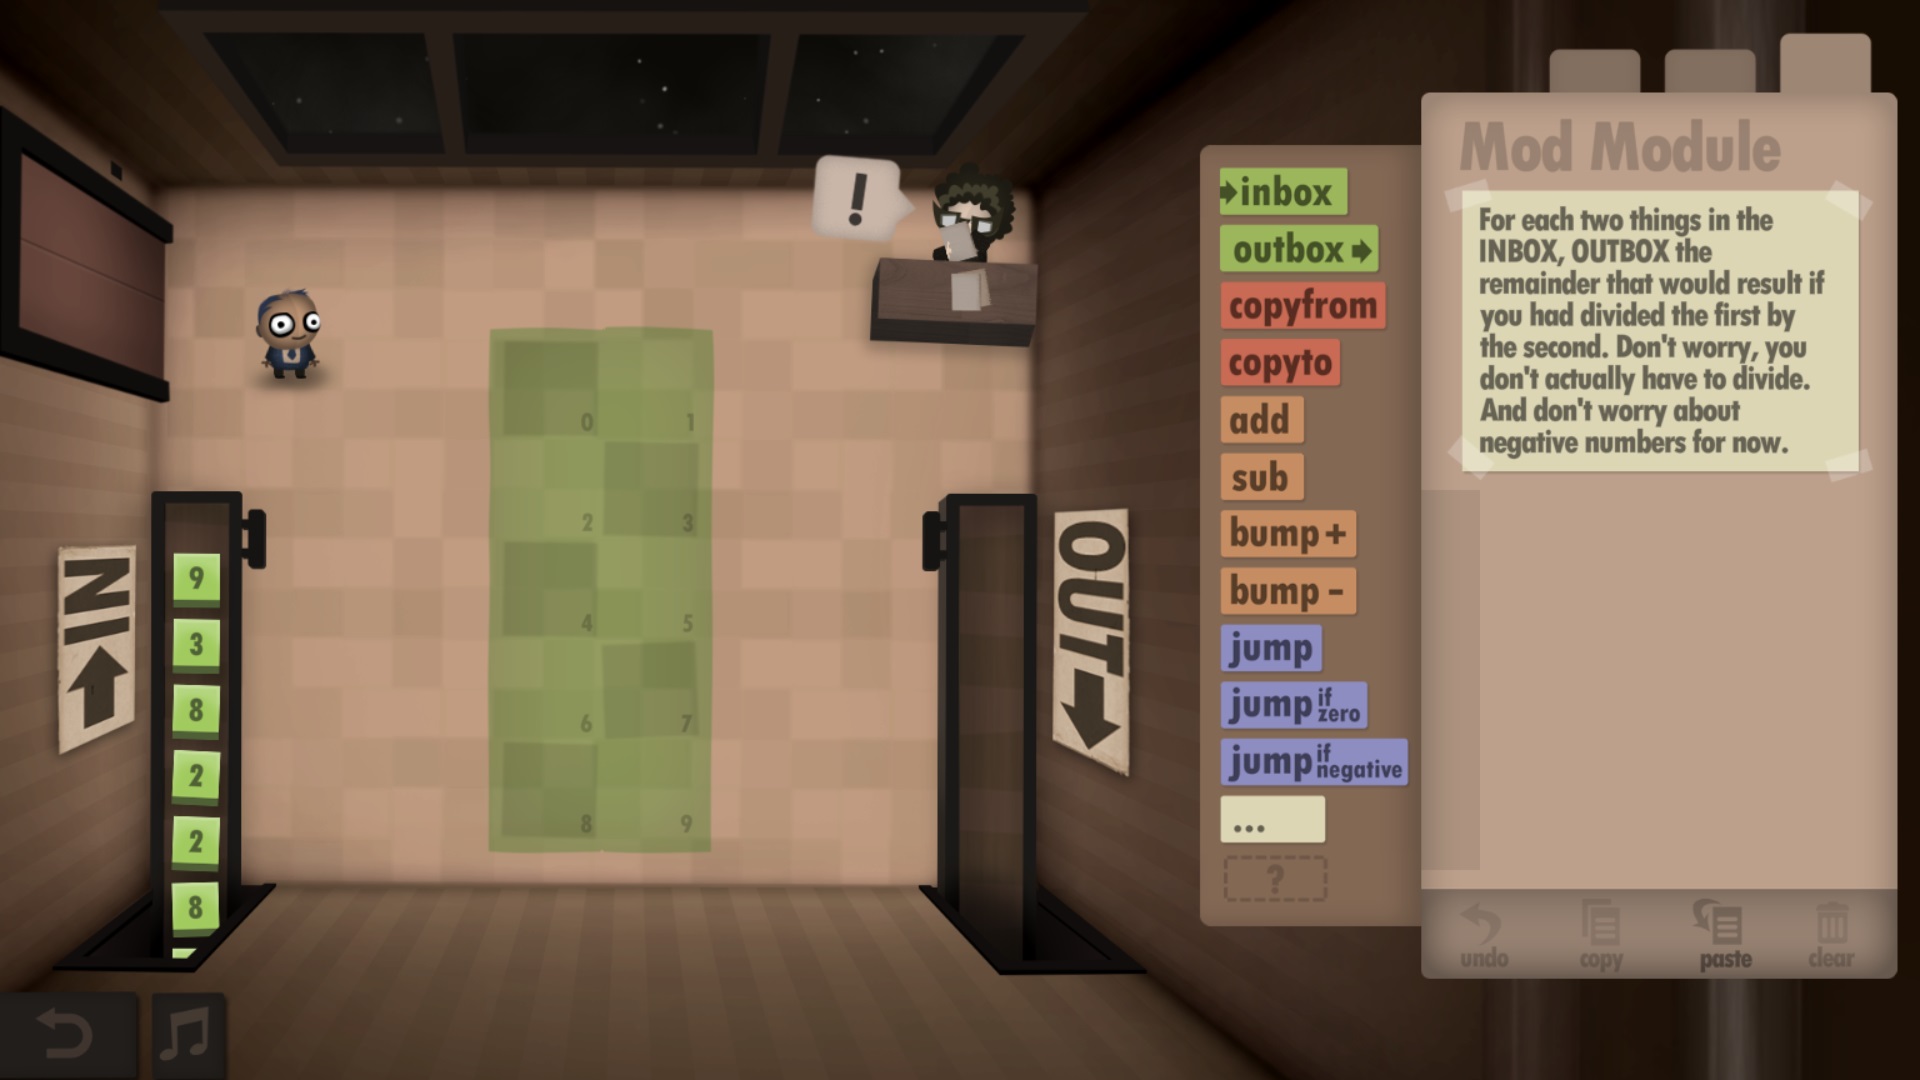 Mod Module
For each two things in the
INBOX, OUTBOX the
remainder that would result if
you had divided the first by
the second. Don't worry, you
don't actually have to divide.
And don't worry about
negative numbers for now.
inbox
outbox
copyfrom
copyto
add
sub
bump +
bump -
jump
jump if zero
jump if negative
...
?
undo
copy
paste
clear
!
0
1
2
3
4
5
6
7
8
9
IN
9
3
8
2
2
8
OUT